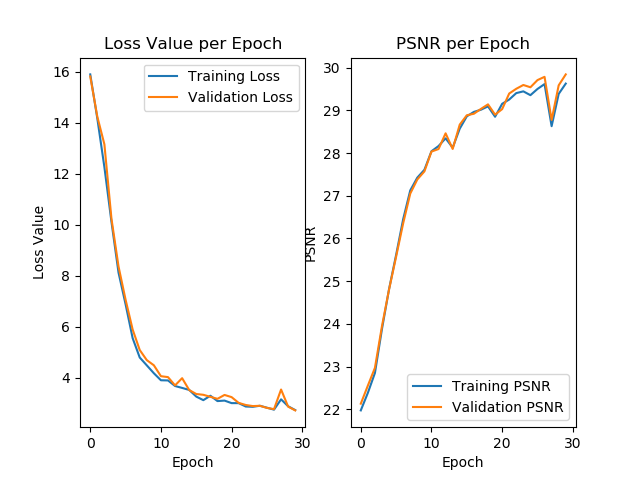 Loss Value per Epoch
Loss Value
16
14
12
10
8
6
4
Training Loss
Validation Loss
0
10
20
30
Epoch
PSNR per Epoch
PSNR
30
29
28
27
26
25
24
23
22
Training PSNR
Validation PSNR
0
10
20
30
Epoch